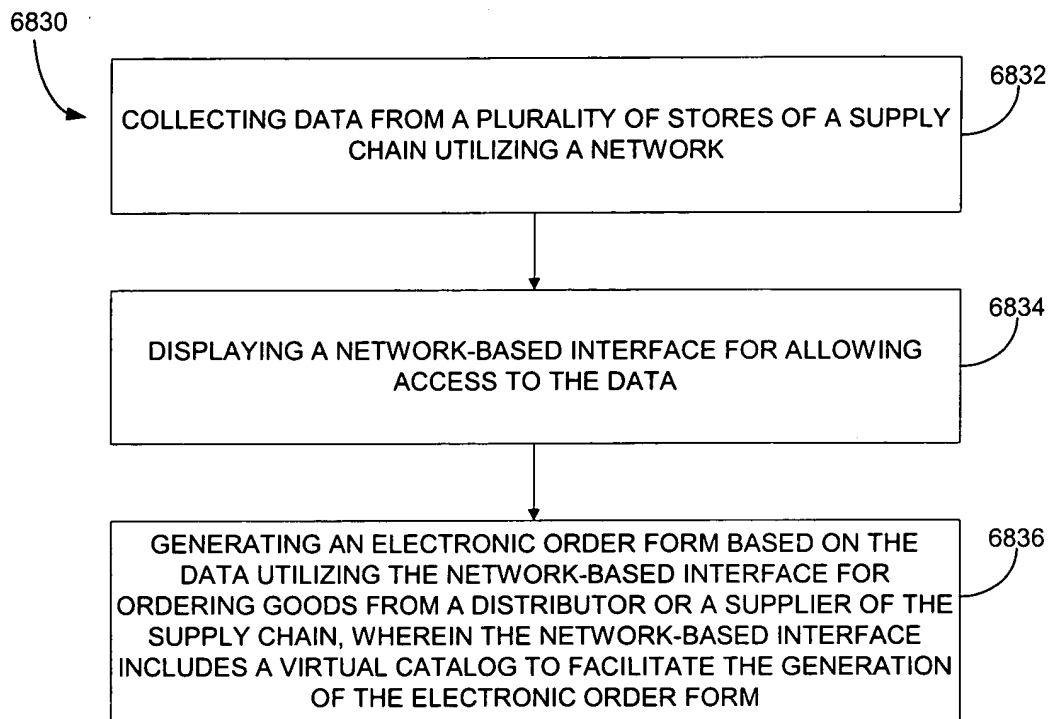 6830
6832
COLLECTING DATA FROM A PLURALITY OF STORES OF A SUPPLY
CHAIN UTILIZING A NETWORK
6834
DISPLAYING A NETWORK-BASED INTERFACE FOR ALLOWING
ACCESS TO THE DATA
6836
GENERATING AN ELECTRONIC ORDER FORM BASED ON THE
DATA UTILIZING THE NETWORK-BASED INTERFACE FOR
ORDERING GOODS FROM A DISTRIBUTOR OR A SUPPLIER OF THE
SUPPLY CHAIN, WHEREIN THE NETWORK-BASED INTERFACE
INCLUDES A VIRTUAL CATALOG TO FACILITATE THE GENERATION
OF THE ELECTRONIC ORDER FORM